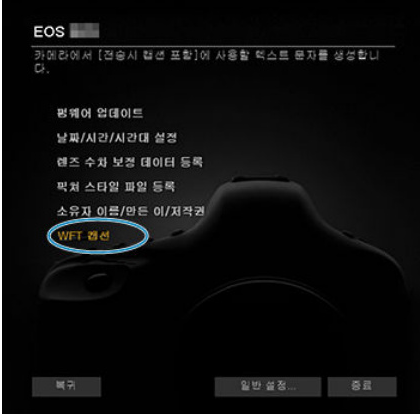 EOS
카메라에서 [전송시 캡션 포함]에 사용할 텍스트 문자를 생성합니
다.
펌웨어 업데이트
날짜/시간/시간대 설정
렌즈 수차 보정 데이터 등록
픽처 스타일 파일 등록
소유자 이름/만든 이/저작권
WFT 캡션
복귀
일반 설정...
종료